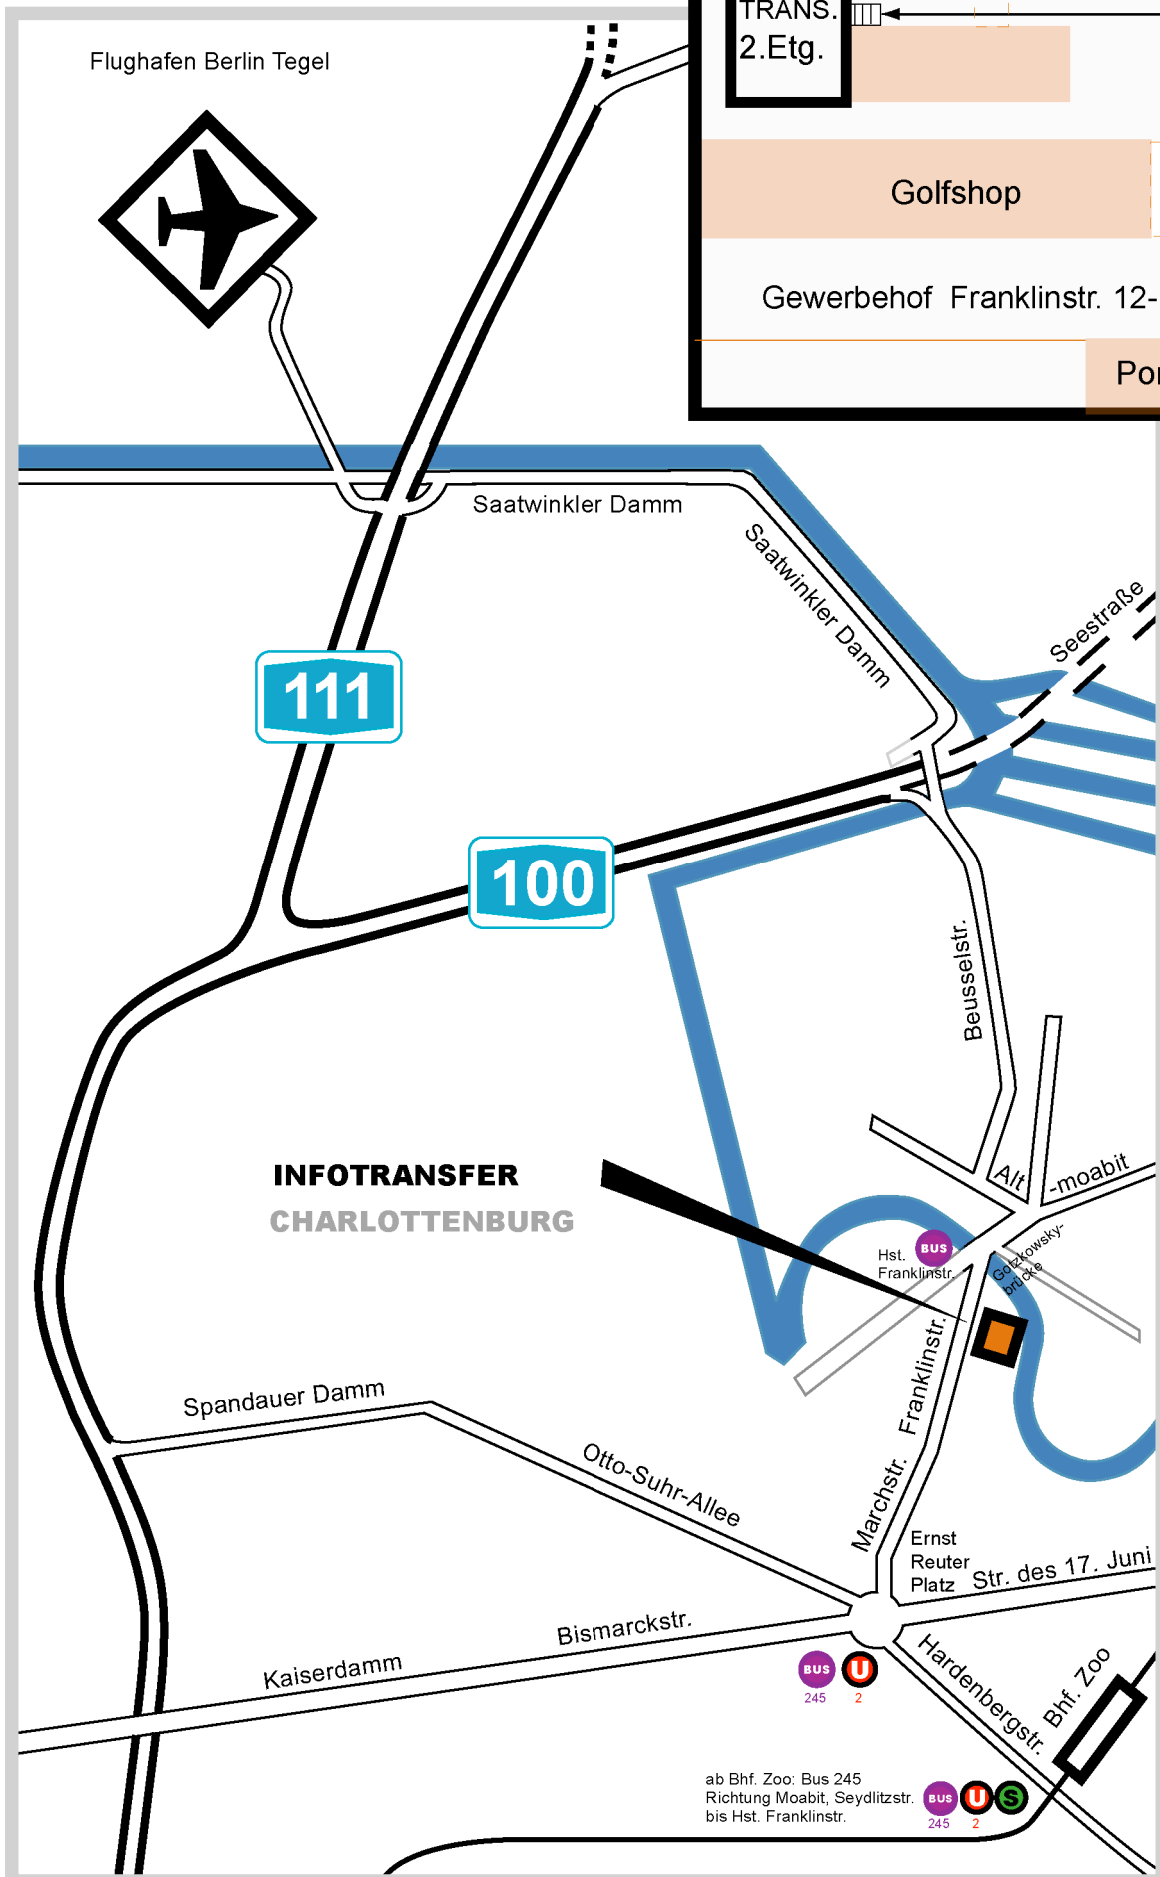 Flughafen Berlin Tegel
TRANS.
2.Etg.
Golfshop
Gewerbehof Franklinstr. 12-
Saatwinkler Damm
Saatwinkler Damm
Seestraße
111
100
Beusselstr.
INFOTRANSFER
CHARLOTTENBURG
Alt
-moabit
BUS
Hst.
Franklinstr.
Gotzkowsky-
brücke
Franklinstr.
Spandauer Damm
Otto-Suhr-Allee
Marchstr.
Ernst
Reuter
Platz
Str. des 17. Juni
Bismarckstr.
Kaiserdamm
BUS U
245 2
Hardenbergstr.
Bhf. Zoo
ab Bhf. Zoo: Bus 245
Richtung Moabit, Seydlitzstr.
bis Hst. Franklinstr.
BUS U S
245 2